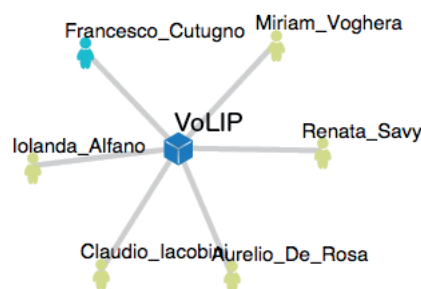 Miriam_Voghera
Francesco_Cutugno
VoLIP
Renata_Savy
Iolanda_Alfano
Claudio_Iacobini
Aurelio_De_Rosa